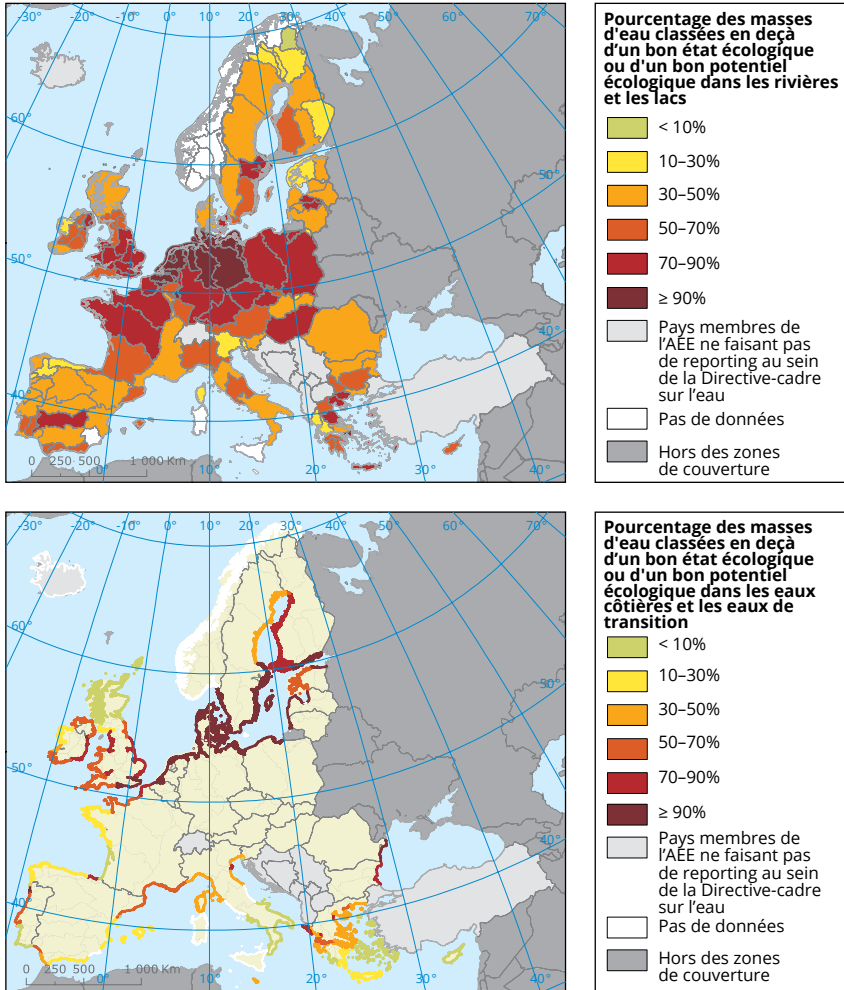 -30° -20° -10° 0° 10° 20° 30° 40° 50° 60° 70°
Pourcentage des masses
d'eau classées en deçà
d’un bon état écologique
ou d'un bon potentiel
écologique dans les rivières
et les lacs
< 10%
10–30%
30–50%
50–70%
70–90%
≥ 90%
Pays membres de
l’AEE ne faisant pas
de reporting au sein
de la Directive-cadre
sur l’eau
Pas de données
Hors des zones
de couverture
60°
50°
50°
40°
40°
0 250 500 1 000 Km
0° 10° 20° 30° 40°
-30° -20° -10° 0° 10° 20° 30° 40° 60° 70°
Pourcentage des masses
d'eau classées en deçà
d’un bon état écologique
ou d'un bon potentiel
écologique dans les eaux
côtières et les eaux de
transition
< 10%
10–30%
30–50%
50–70%
70–90%
≥ 90%
Pays membres de
l’AEE ne faisant pas
de reporting au sein
de la Directive-cadre
sur l’eau
Pas de données
Hors des zones
de couverture
60°
50°
50°
40°
40°
0 250 500 1 000 Km
0° 10° 20° 30° 40°